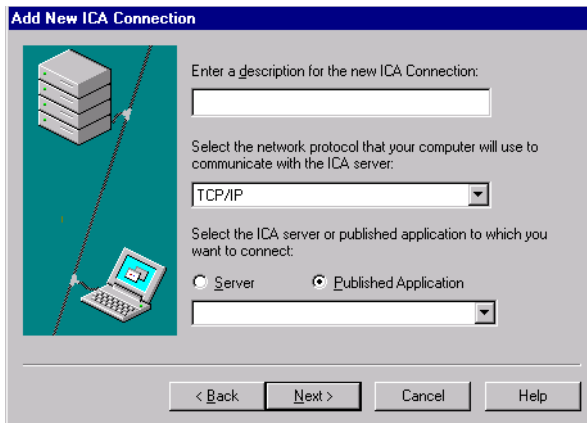 Add New ICA Connection
Enter a description for the new ICA Connection:
Select the network protocol that your computer will use to
communicate with the ICA server:
TCP/IP
Select the ICA server or published application to which you
want to connect:
Server Published Application
< Back Next > Cancel Help